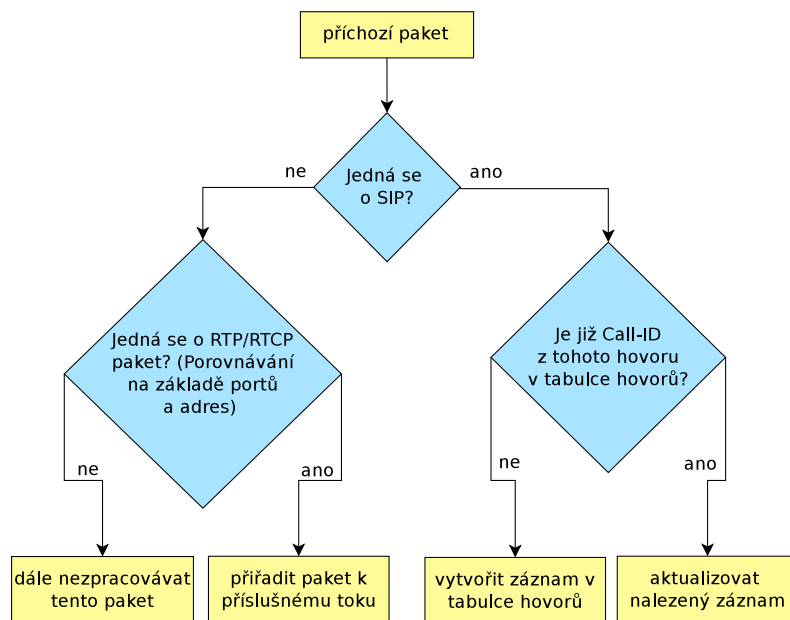 příchozí paket
Jedná se
o SIP?
ne
ano
Jedná se o RTP/RTCP
paket? (Porovnávání
na základě portů
a adres)
Je již Call-ID
z tohoto hovoru
v tabulce hovorů?
ne
ano
ne
ano
dále nezpracovávat
tento paket
přiřadit paket k
příslušnému toku
vytvořit záznam v
tabulce hovorů
aktualizovat
nalezený záznam